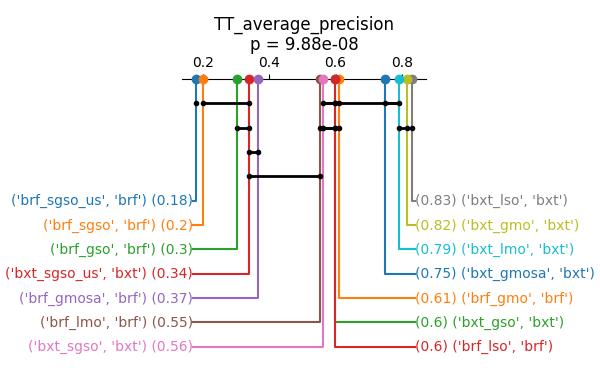 TT_average_precision
p = 9.88e-08
0.2 0.4 0.6 0.8
('brf_sgso_us', 'brf') (0.18) (0.83) ('bxt_lso', 'bxt')
('brf_sgso', 'brf') (0.2) (0.82) ('bxt_gmo', 'bxt')
('brf_gso', 'brf') (0.3) (0.79) ('bxt_lmo', 'bxt')
('bxt_sgso_us', 'bxt') (0.34) (0.75) ('bxt_gmosa', 'bxt')
('brf_gmosa', 'brf') (0.37) (0.61) ('brf_gmo', 'brf')
('brf_lmo', 'brf') (0.55) (0.6) ('bxt_gso', 'bxt')
('bxt_sgso', 'bxt') (0.56) (0.6) ('brf_lso', 'brf')